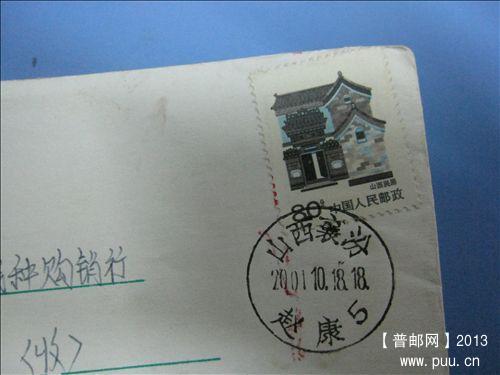 山西民居
80分
中国人民邮政
山西襄汾
2001.10.18.18
赵康
5
种购销行
〈收〉
【普邮网】2013
www.puu.cn